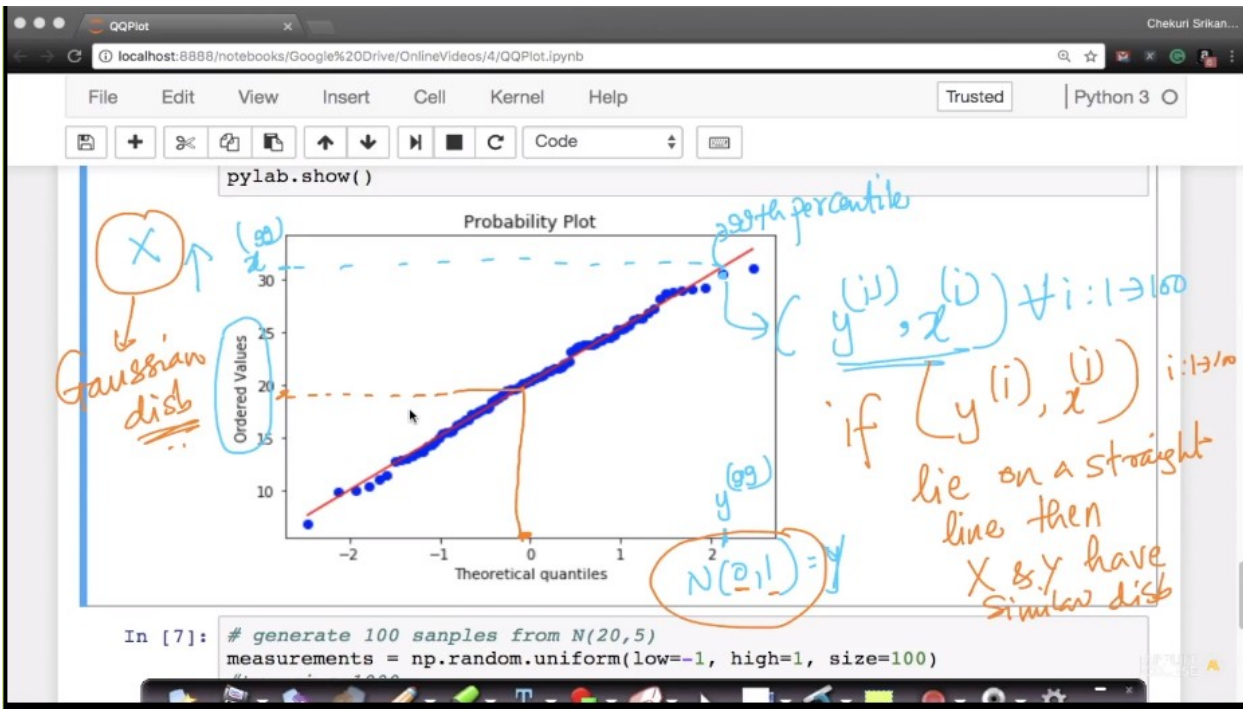 QQPlot
Chekuri Srikan...
localhost:8888/notebooks/Google%20Drive/OnlineVideos/4/QQPlot.ipynb
File Edit View Insert Cell Kernel Help Trusted Python 3
Code
pylab.show()
Probability Plot
99th percentile
X
x(99)
Gaussian
disb
Ordered Values
30
25
20
15
10
−2 −1 0 1 2
Theoretical quantiles
y(99)
N(0,1) = y
(y(i), x(i)) ∀ i : 1→100
if (y(i), x(i)) i:1→100
lie on a straight
line then
X & Y have
similar disb
In [7]: # generate 100 sanples from N(20,5)
measurements = np.random.uniform(low=-1, high=1, size=100)